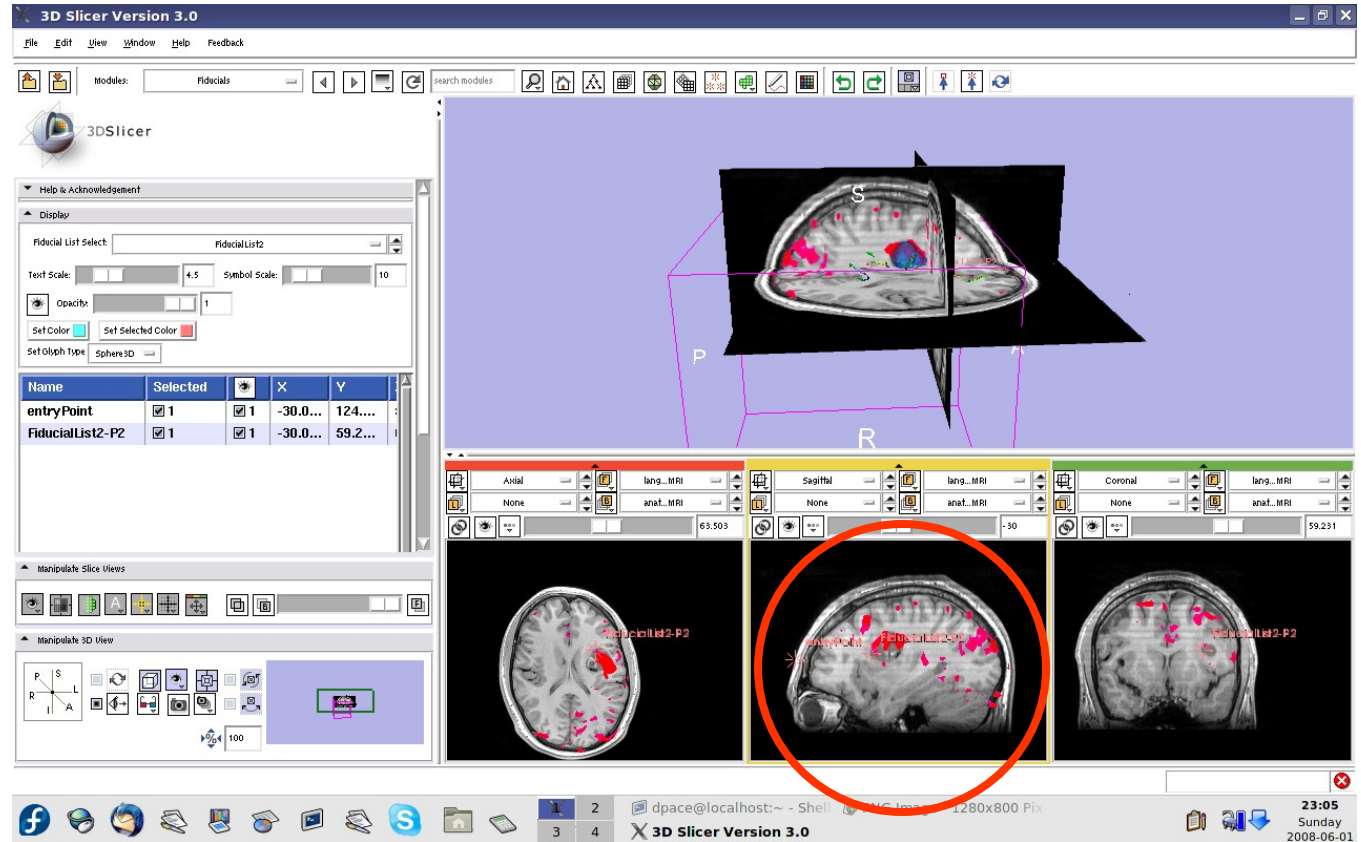 3D Slicer Version 3.0
File Edit View Window Help Feedback
Modules: Fiducials search modules
3DSlicer
Help & Acknowledgement
Display
Fiducial List Select: FiducialList2
Text Scale: 4.5 Symbol Scale: 10
Opacity: 1
Set Color Set Selected Color
Set Glyph Type Sphere3D
Name Selected X Y
entryPoint 1 1 -30.0... 124....
FiducialList2-P2 1 1 -30.0... 59.2...
Manipulate Slice Views
A
Manipulate 3D View
P S
R L
I A
100
S
P
A
R
Axial lang...MRI
None anat...MRI
63.503
Sagittal lang...MRI
None anat...MRI
-30
Coronal lang...MRI
None anat...MRI
59.231
FiducialList2-P2
entryPoint FiducialList2-P2
FiducialList2-P2
1 2
3 4
dpace@localhost:~ - Shell
1280x800 Pix
3D Slicer Version 3.0
23:05
Sunday
2008-06-01